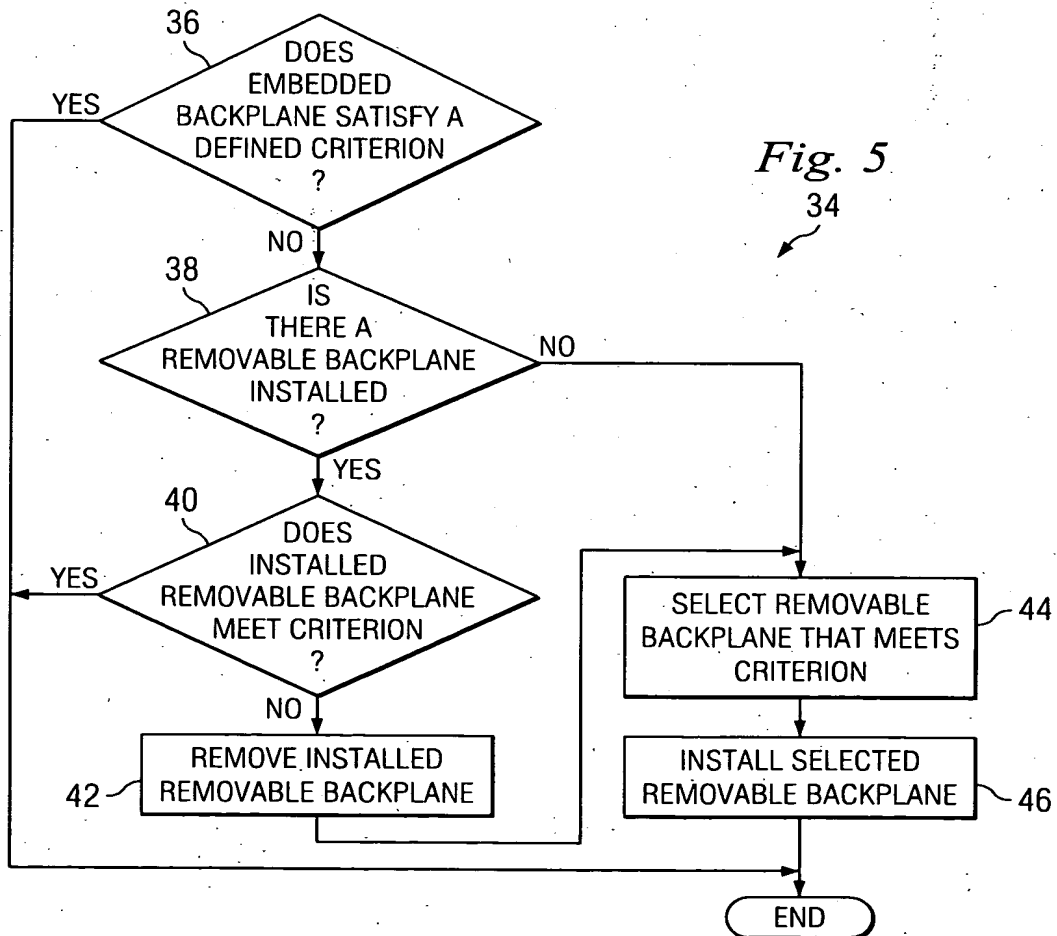 36
DOES
EMBEDDED
BACKPLANE SATISFY A
DEFINED CRITERION
?
YES
NO
Fig. 5
34
38
IS
THERE A
REMOVABLE BACKPLANE
INSTALLED
?
NO
YES
40
DOES
INSTALLED
REMOVABLE BACKPLANE
MEET CRITERION
?
YES
NO
REMOVE INSTALLED
REMOVABLE BACKPLANE
42
SELECT REMOVABLE
BACKPLANE THAT MEETS
CRITERION
44
INSTALL SELECTED
REMOVABLE BACKPLANE
46
END